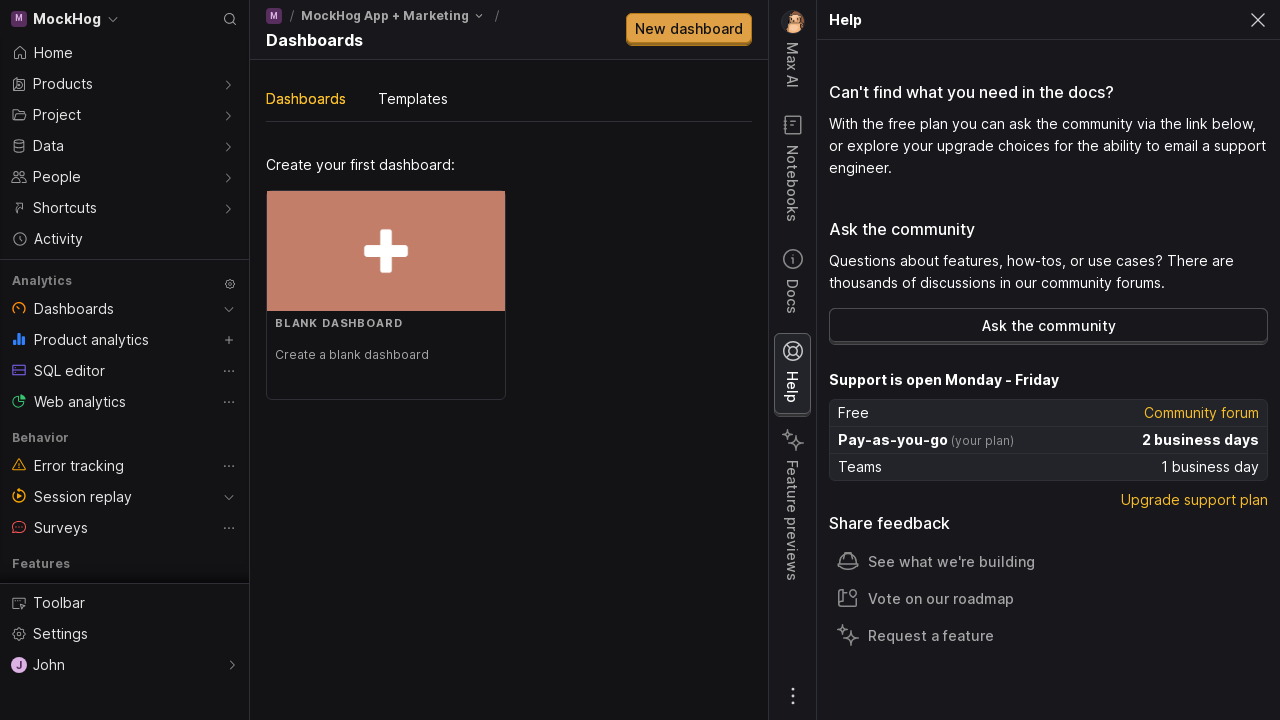 M MockHog
Home
Products
Project
Data
People
Shortcuts
Activity
Analytics
Dashboards
Product analytics
SQL editor
Web analytics
Behavior
Error tracking
Session replay
Surveys
Features
Toolbar
Settings
J John
M / MockHog App + Marketing /
Dashboards
New dashboard
Dashboards Templates
Create your first dashboard:
BLANK DASHBOARD
Create a blank dashboard
Max AI
Notebooks
Docs
Help
Feature previews
Help
Can't find what you need in the docs?
With the free plan you can ask the community via the link below,
or explore your upgrade choices for the ability to email a support
engineer.
Ask the community
Questions about features, how-tos, or use cases? There are
thousands of discussions in our community forums.
Ask the community
Support is open Monday - Friday
Free Community forum
Pay-as-you-go (your plan) 2 business days
Teams 1 business day
Upgrade support plan
Share feedback
See what we're building
Vote on our roadmap
Request a feature